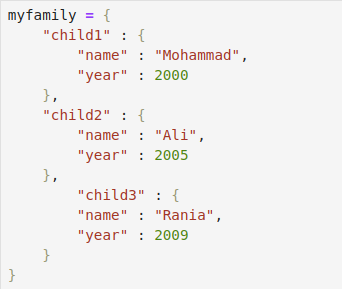 myfamily = {
    "child1" : {
        "name" : "Mohammad",
        "year" : 2000
    },
    "child2" : {
        "name" : "Ali",
        "year" : 2005
    },
        "child3" : {
        "name" : "Rania",
        "year" : 2009
    }
}